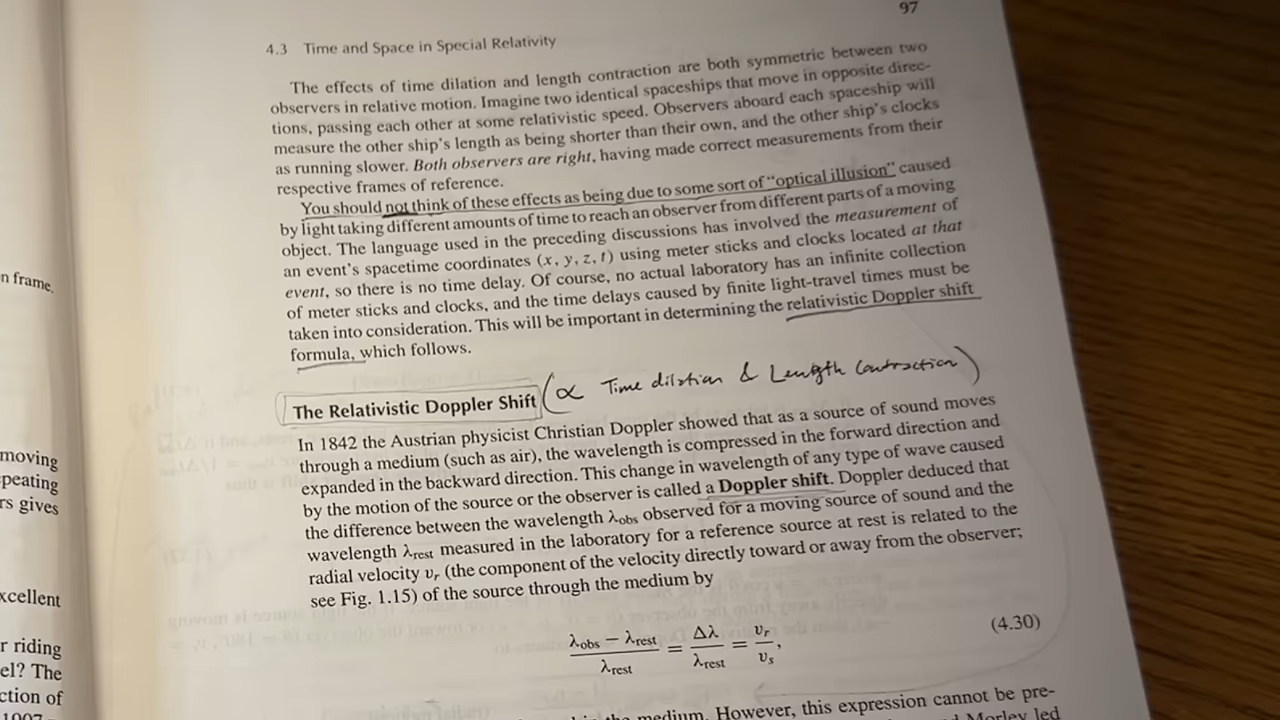 97
4.3 Time and Space in Special Relativity
The effects of time dilation and length contraction are both symmetric between two
observers in relative motion. Imagine two identical spaceships that move in opposite direc-
tions, passing each other at some relativistic speed. Observers aboard each spaceship will
measure the other ship's length as being shorter than their own, and the other ship's clocks
as running slower. Both observers are right, having made correct measurements from their
respective frames of reference.
You should not think of these effects as being due to some sort of "optical illusion" caused
by light taking different amounts of time to reach an observer from different parts of a moving
object. The language used in the preceding discussions has involved the measurement of
an event's spacetime coordinates (x, y, z, t) using meter sticks and clocks located at that
event, so there is no time delay. Of course, no actual laboratory has an infinite collection
of meter sticks and clocks, and the time delays caused by finite light-travel times must be
taken into consideration. This will be important in determining the relativistic Doppler shift
formula, which follows.
The Relativistic Doppler Shift (∝ Time dilation & Length Contraction)
In 1842 the Austrian physicist Christian Doppler showed that as a source of sound moves
through a medium (such as air), the wavelength is compressed in the forward direction and
expanded in the backward direction. This change in wavelength of any type of wave caused
by the motion of the source or the observer is called a Doppler shift. Doppler deduced that
the difference between the wavelength λobs observed for a moving source of sound and the
wavelength λrest measured in the laboratory for a reference source at rest is related to the
radial velocity vr (the component of the velocity directly toward or away from the observer;
see Fig. 1.15) of the source through the medium by
(λobs − λrest)/λrest = Δλ/λrest = vr/vs, (4.30)
the medium. However, this expression cannot be pre-
Morley led
n frame.
moving
peating
rs gives
xcellent
r riding
el? The
ction of